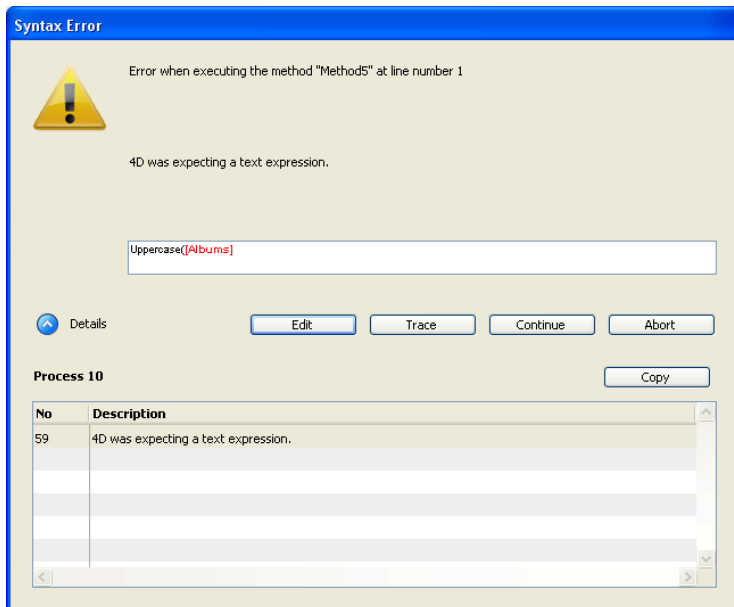 Syntax Error
Error when executing the method "Method5" at line number 1
4D was expecting a text expression.
Uppercase([Albums]
Details
Edit
Trace
Continue
Abort
Process 10
Copy
No Description
59 4D was expecting a text expression.